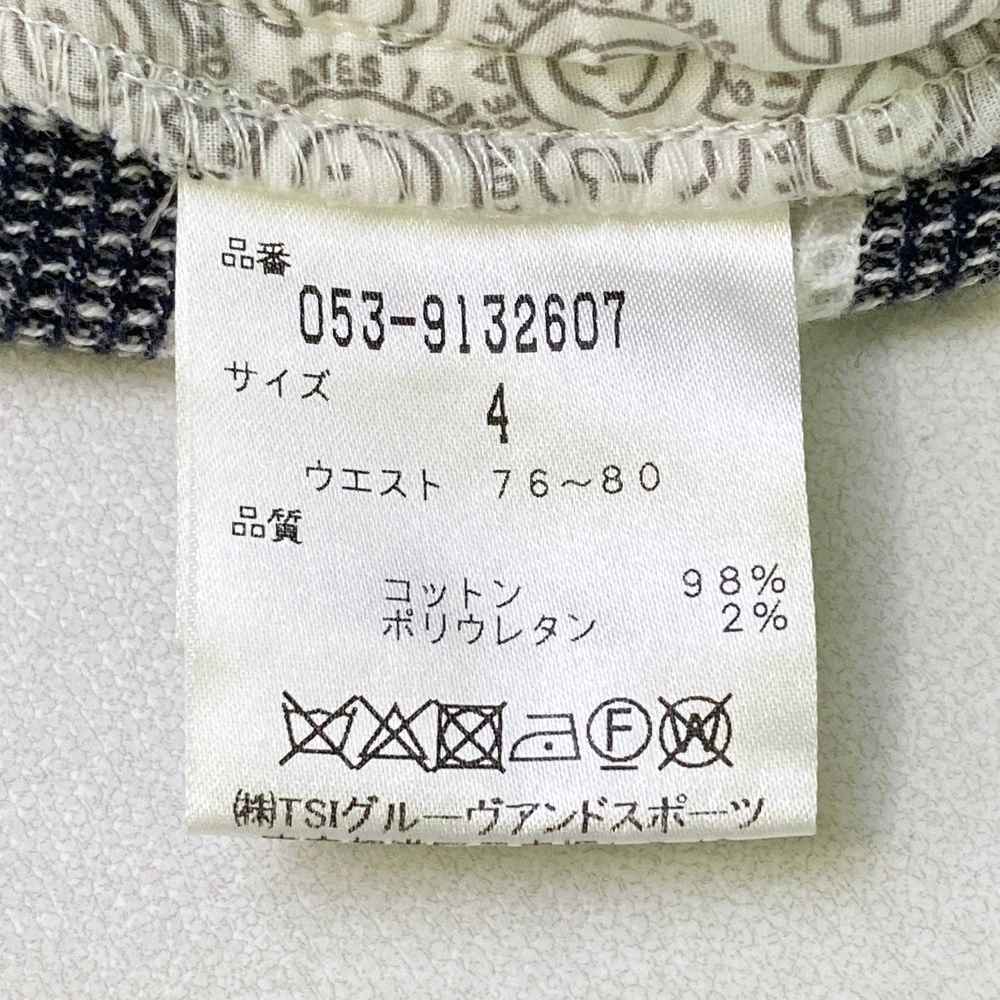 GATES 1998
品番
053-9132607
サイズ
4
ウエスト 76~80
品質
コットン 98%
ポリウレタン 2%
F
W
㈱TSIグルーヴアンドスポーツ